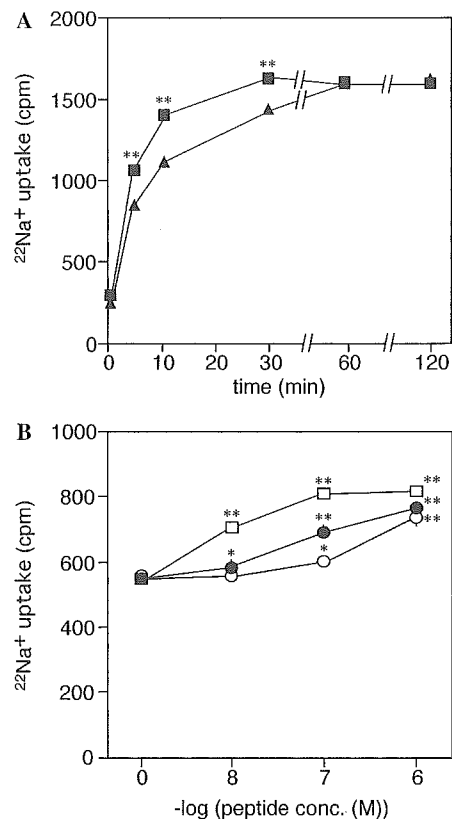 A
2000
1500
1000
500
0
²²Na⁺ uptake (cpm)
**
**
**
0 10 20 30 60 120
time (min)
B
1000
800
600
400
200
0
²²Na⁺ uptake (cpm)
** ** **
* ** **
* **
0 8 7 6
-log (peptide conc. (M))